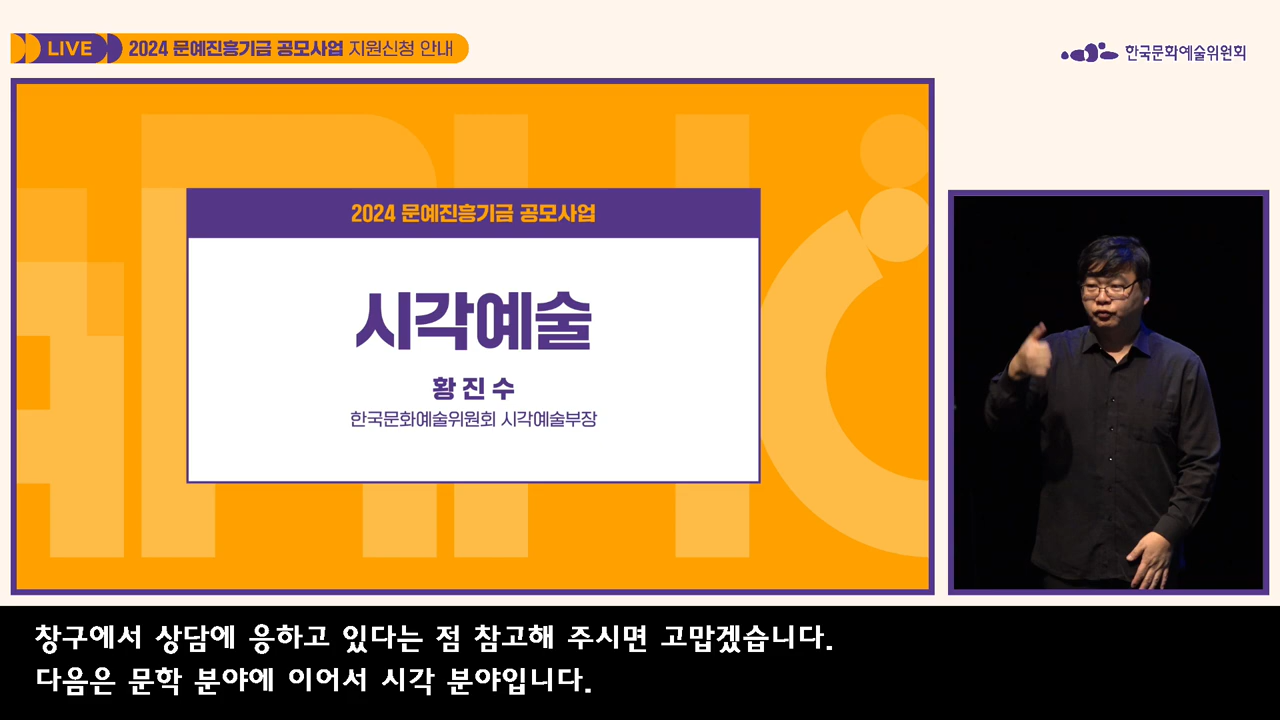 LIVE 2024 문예진흥기금 공모사업 지원신청 안내
한국문화예술위원회
2024 문예진흥기금 공모사업
시각예술
황진수
한국문화예술위원회 시각예술부장
창구에서 상담에 응하고 있다는 점 참고해 주시면 고맙겠습니다.
다음은 문학 분야에 이어서 시각 분야입니다.